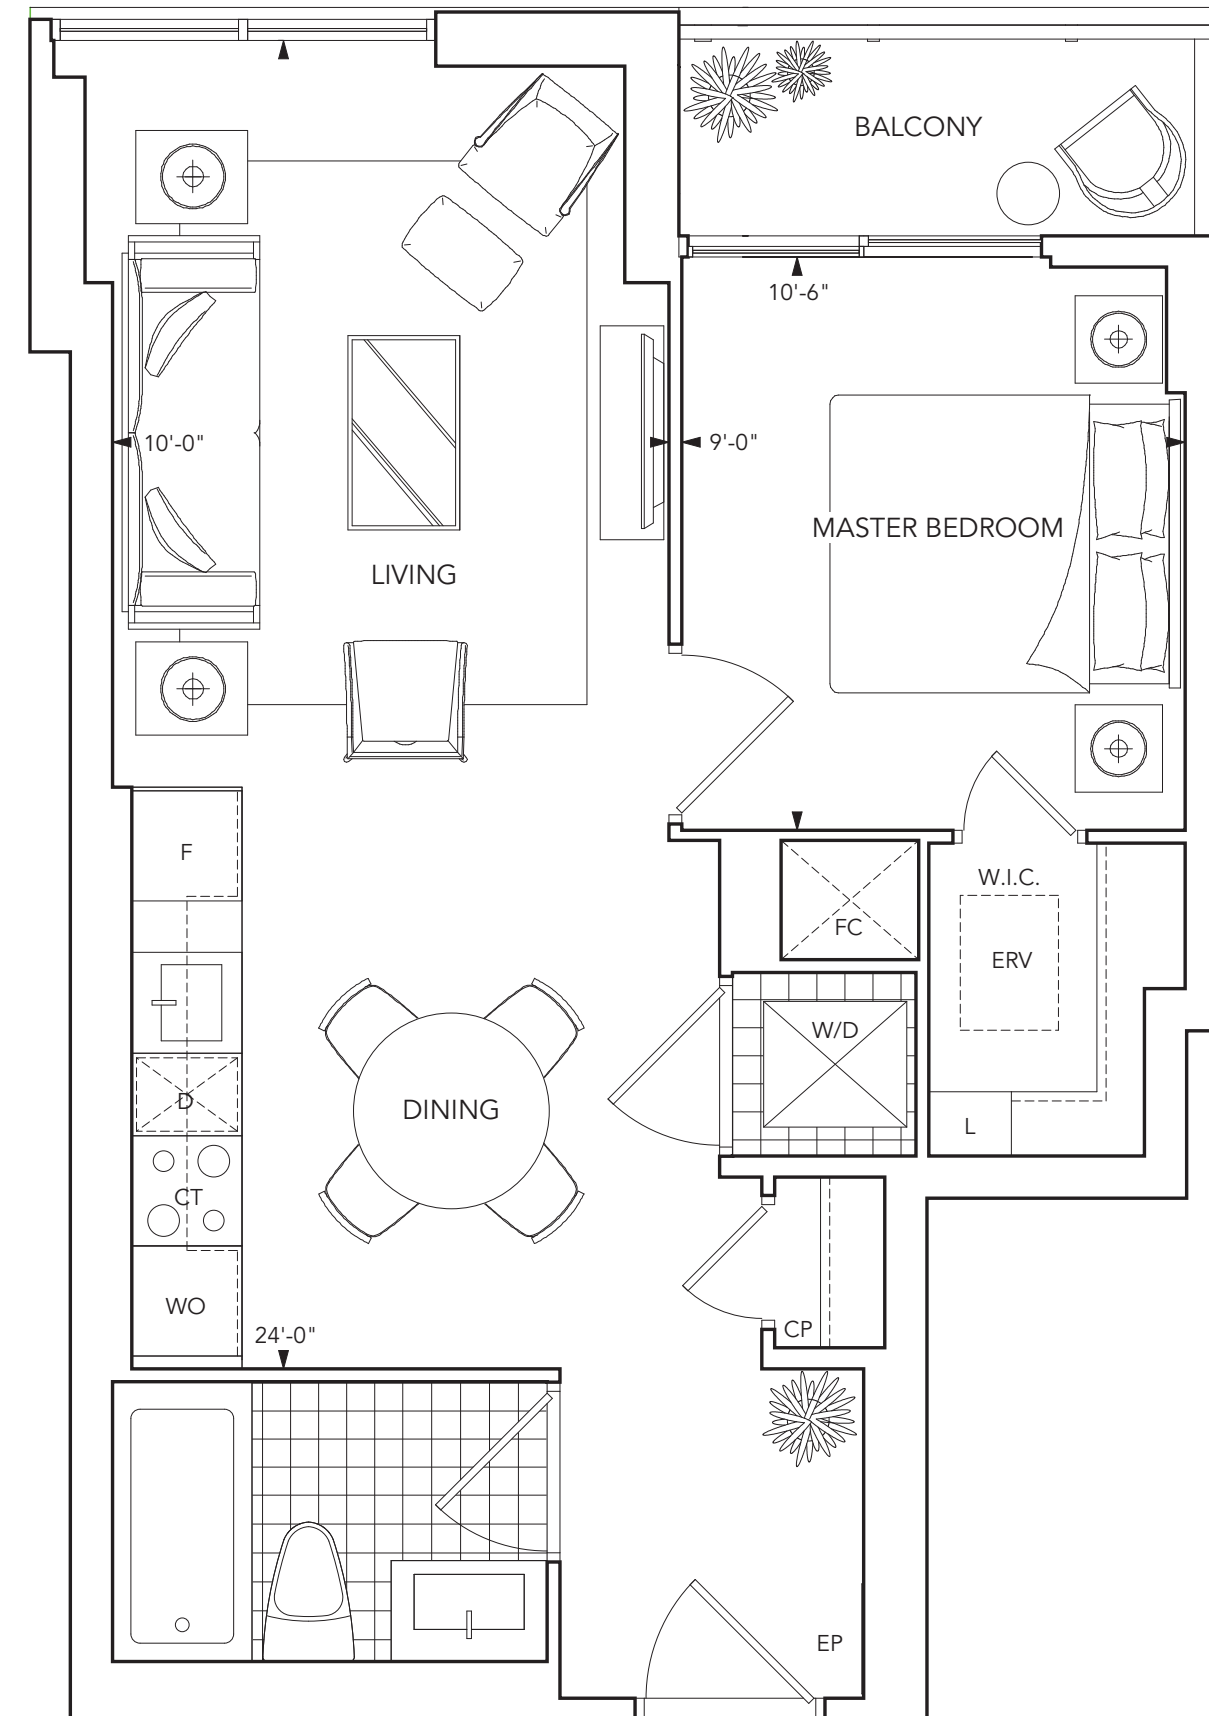 BALCONY
10'-6"
10'-0"
9'-0"
MASTER BEDROOM
LIVING
F
W.I.C.
FC
ERV
W/D
D
DINING
L
CT
WO
CP
24'-0"
EP